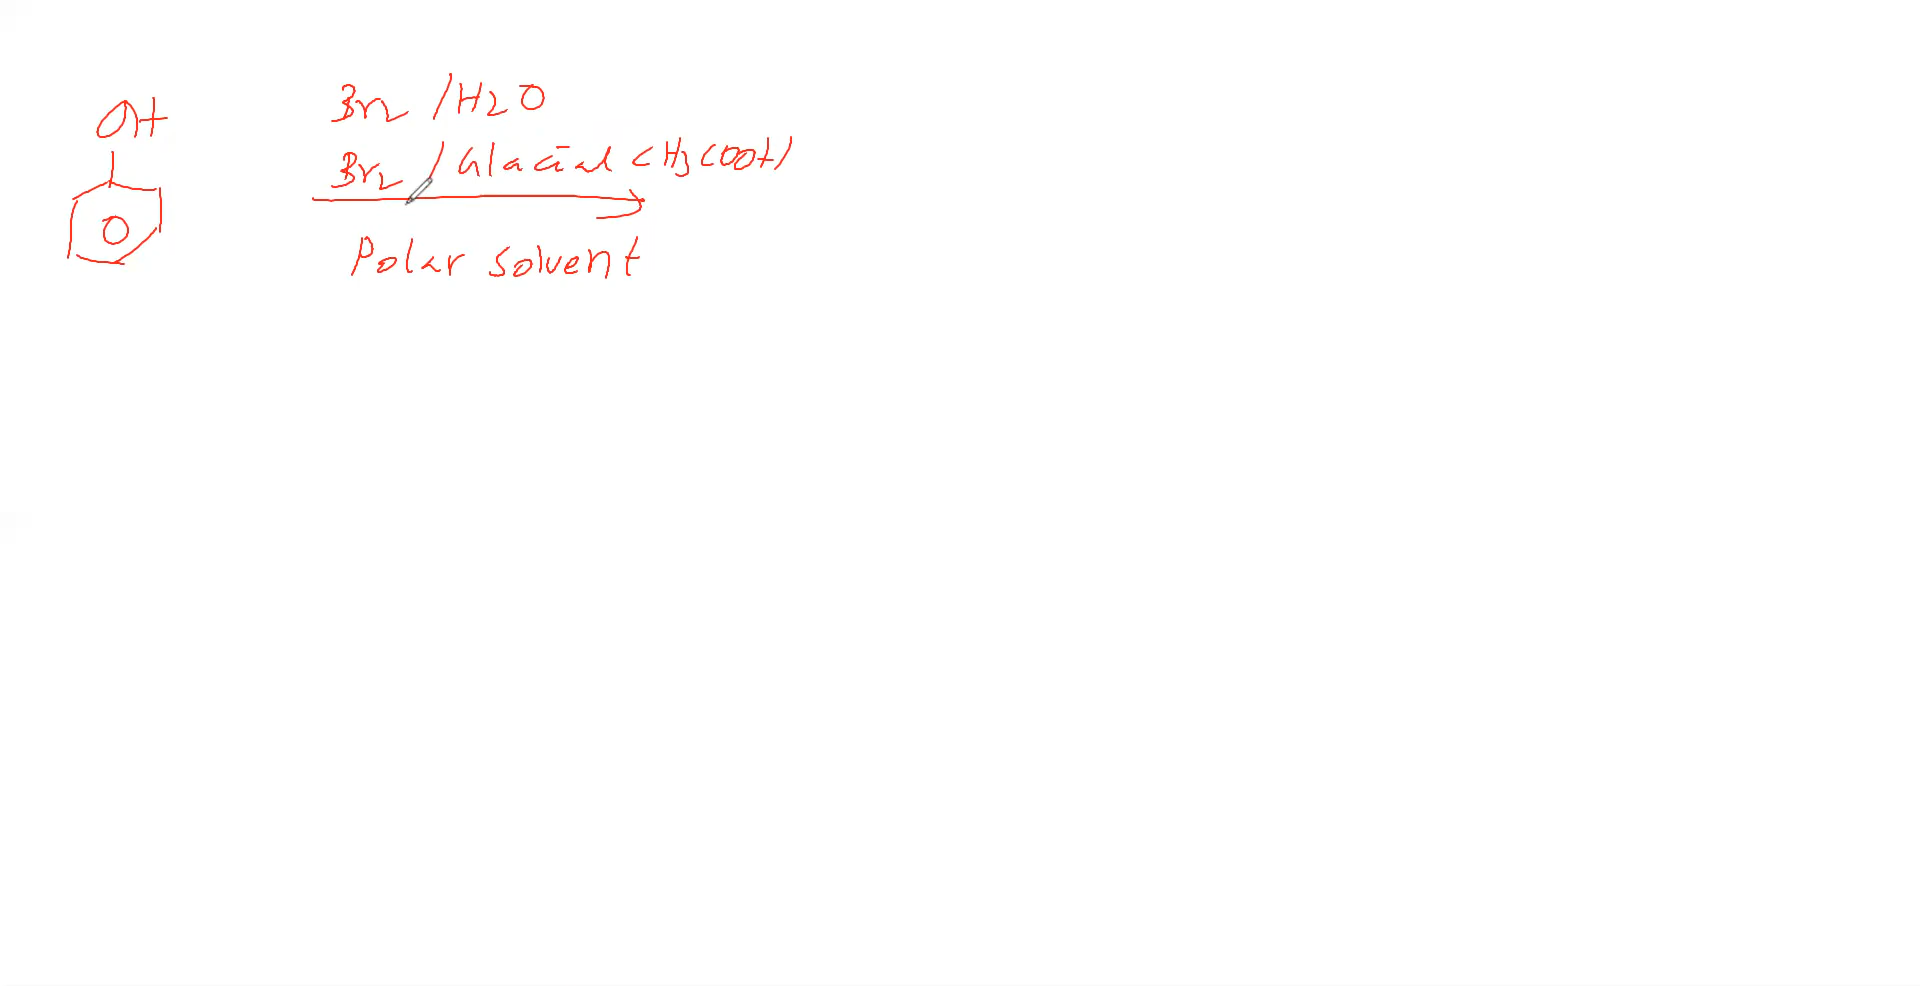 OH
Br2 /H2O
Br2 / Glacial CH3COOH
Polar solvent